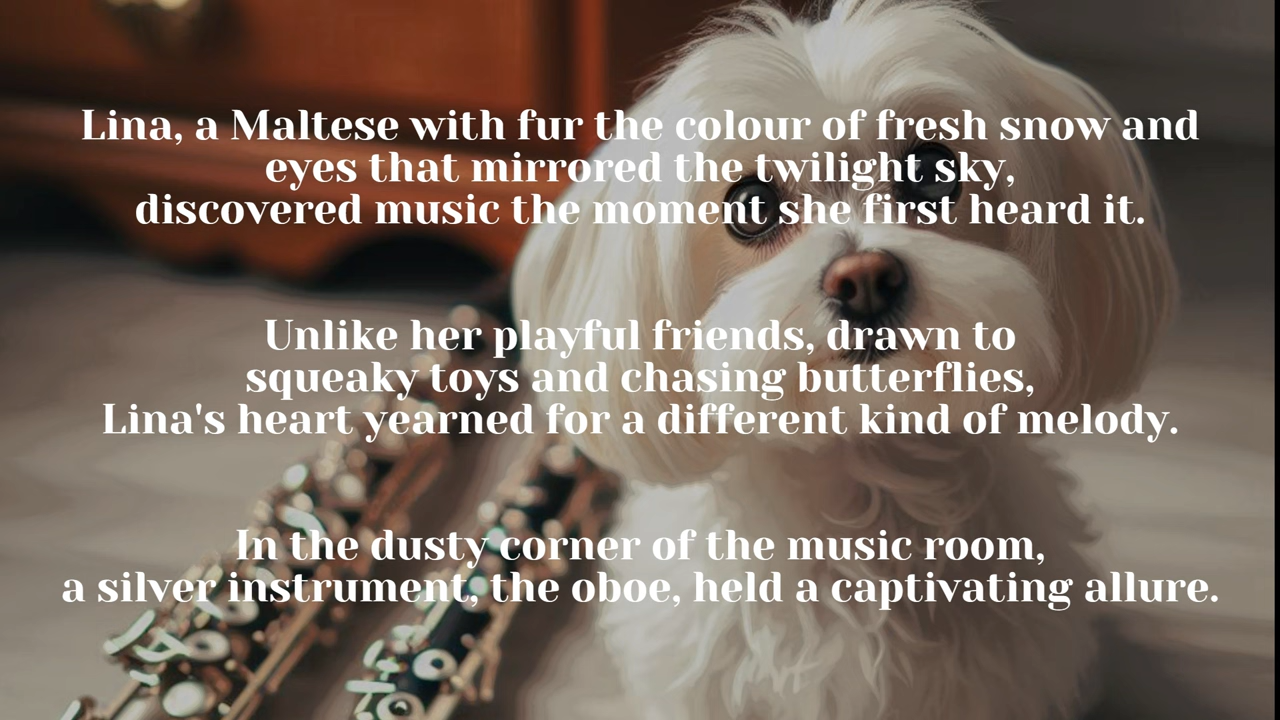 Lina, a Maltese with fur the colour of fresh snow and
eyes that mirrored the twilight sky,
discovered music the moment she first heard it.
Unlike her playful friends, drawn to
squeaky toys and chasing butterflies,
Lina's heart yearned for a different kind of melody.
In the dusty corner of the music room,
a silver instrument, the oboe, held a captivating allure.